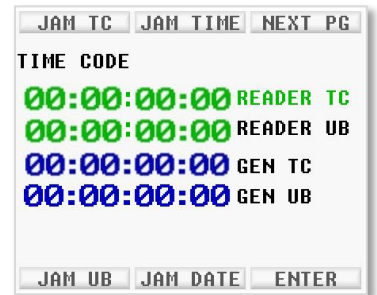 JAM TC JAM TIME NEXT PG
TIME CODE
00:00:00:00 READER TC
00:00:00:00 READER UB
00:00:00:00 GEN TC
00:00:00:00 GEN UB
JAM UB JAM DATE ENTER